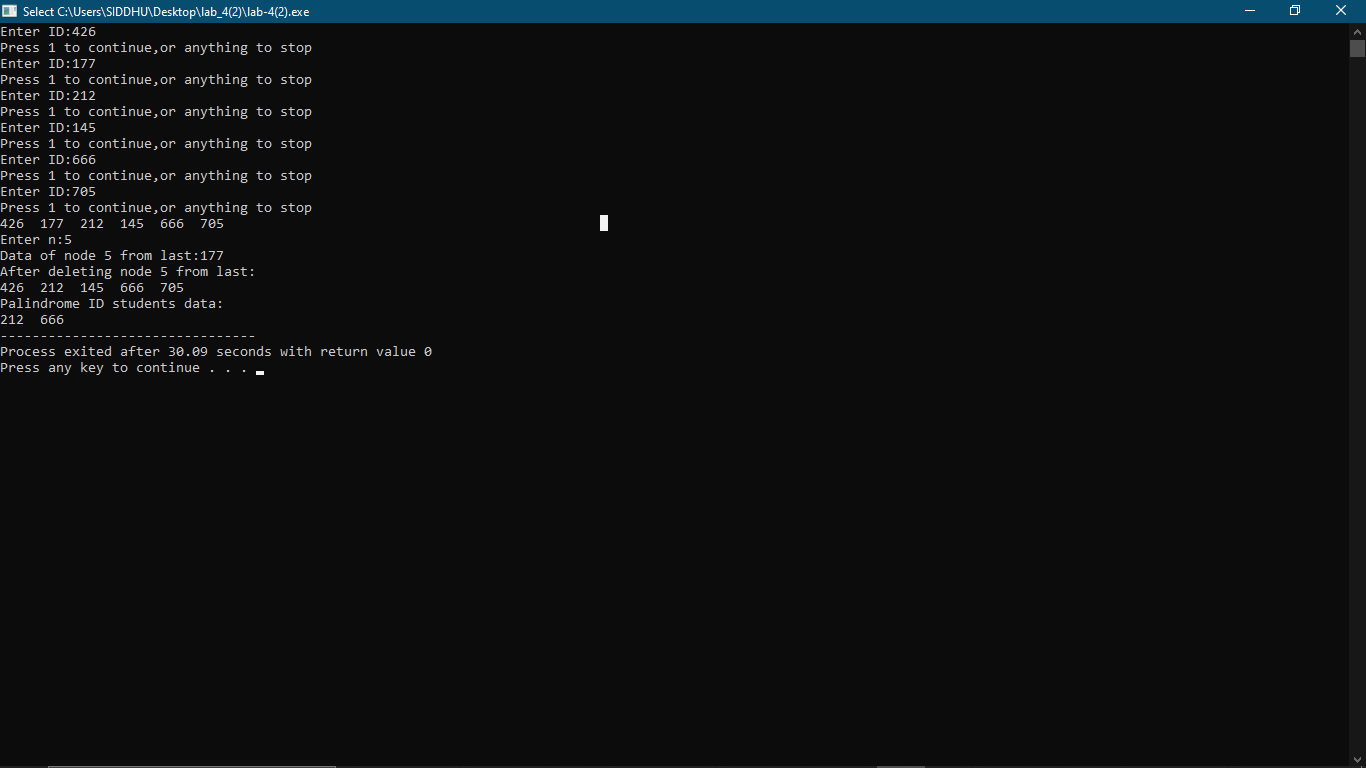 Select C:\Users\SIDDHU\Desktop\lab_4(2)\lab-4(2).exe
Enter ID:426
Press 1 to continue,or anything to stop
Enter ID:177
Press 1 to continue,or anything to stop
Enter ID:212
Press 1 to continue,or anything to stop
Enter ID:145
Press 1 to continue,or anything to stop
Enter ID:666
Press 1 to continue,or anything to stop
Enter ID:705
Press 1 to continue,or anything to stop
426  177  212  145  666  705
Enter n:5
Data of node 5 from last:177
After deleting node 5 from last:
426  212  145  666  705
Palindrome ID students data:
212  666
--------------------------------
Process exited after 30.09 seconds with return value 0
Press any key to continue . . .